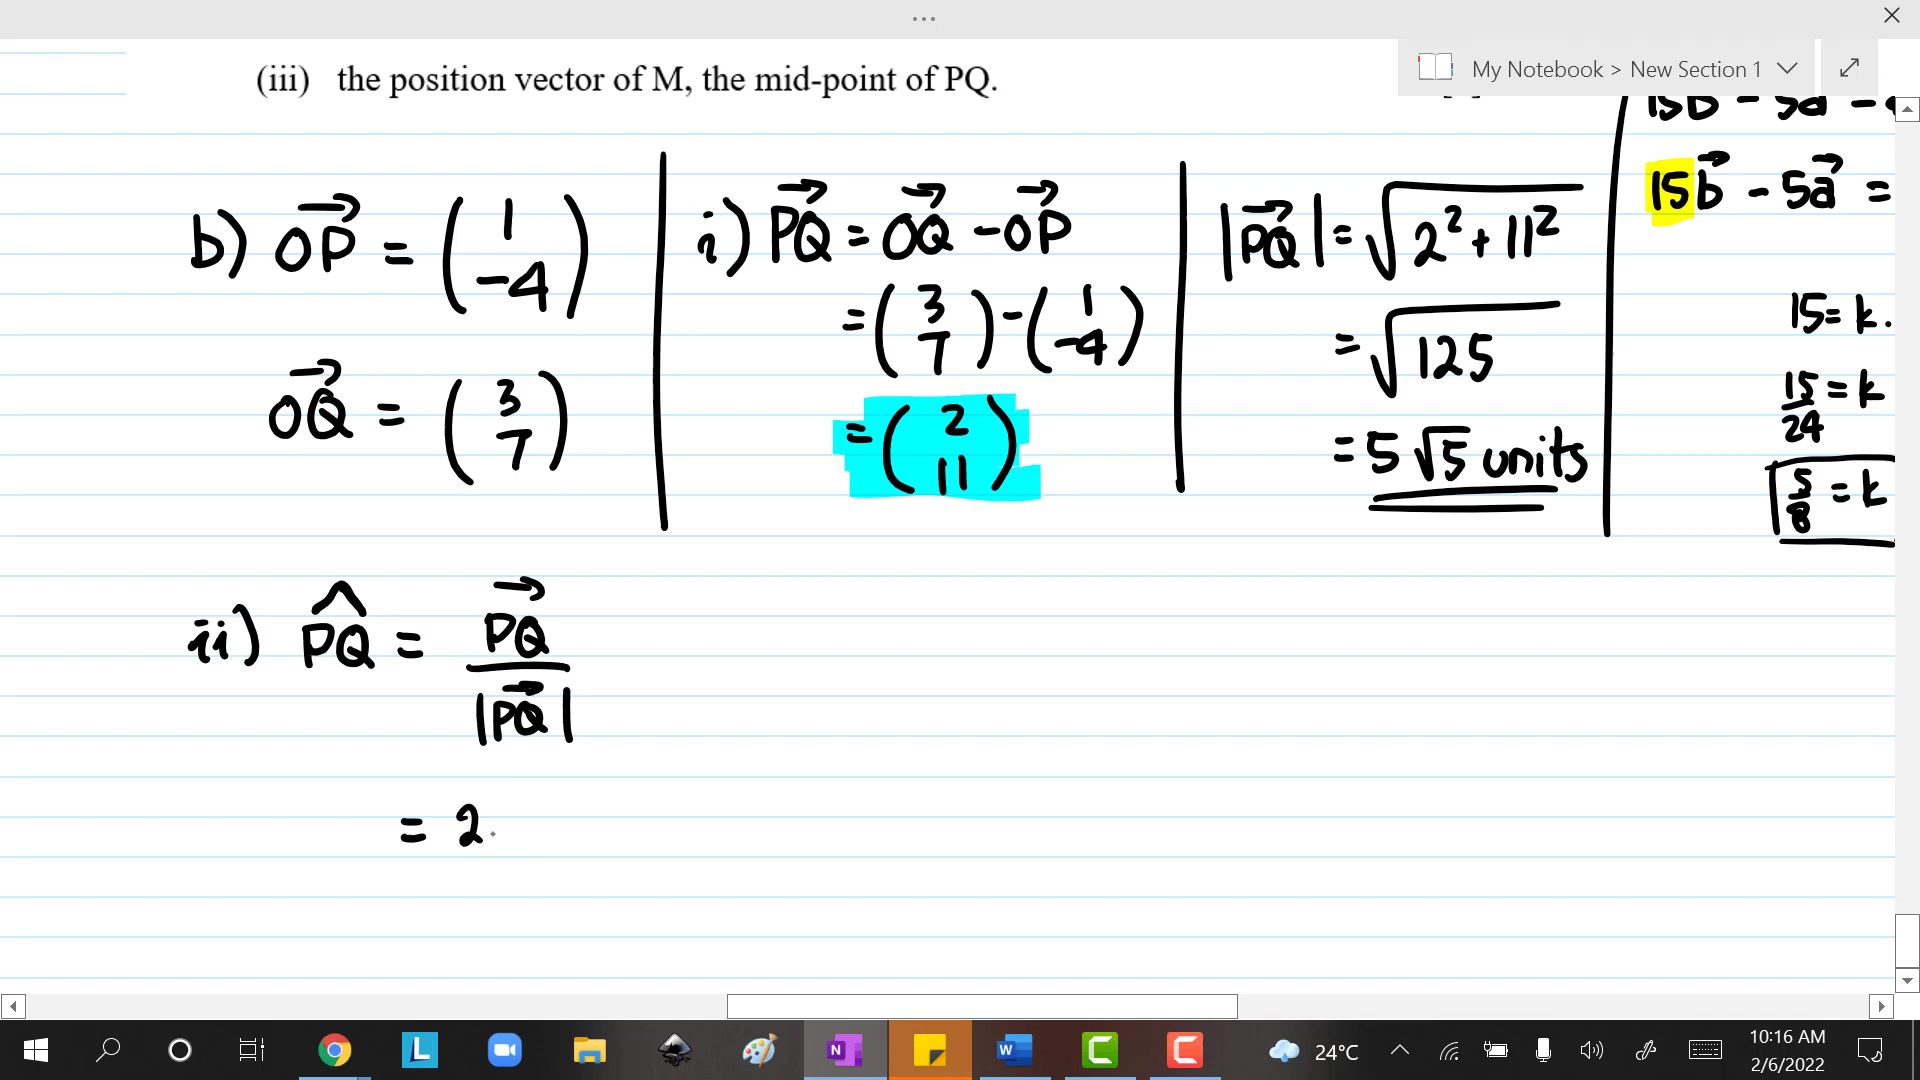 (iii) the position vector of M, the mid-point of PQ.
My Notebook > New Section 1
b) OP⃗ = (1 -4)
OQ⃗ = (3 7)
i) PQ⃗ = OQ⃗ - OP⃗
= (3 7) - (1 -4)
= (2 11)
|PQ⃗| = √(2² + 11²)
= √125
= 5√5 units
15b⃗ - 5a⃗ -
15b⃗ - 5a⃗ =
15 = k.
15/24 = k
5/8 = k
ii) P̂Q = PQ⃗ / |PQ⃗|
= 2
24°C
10:16 AM
2/6/2022